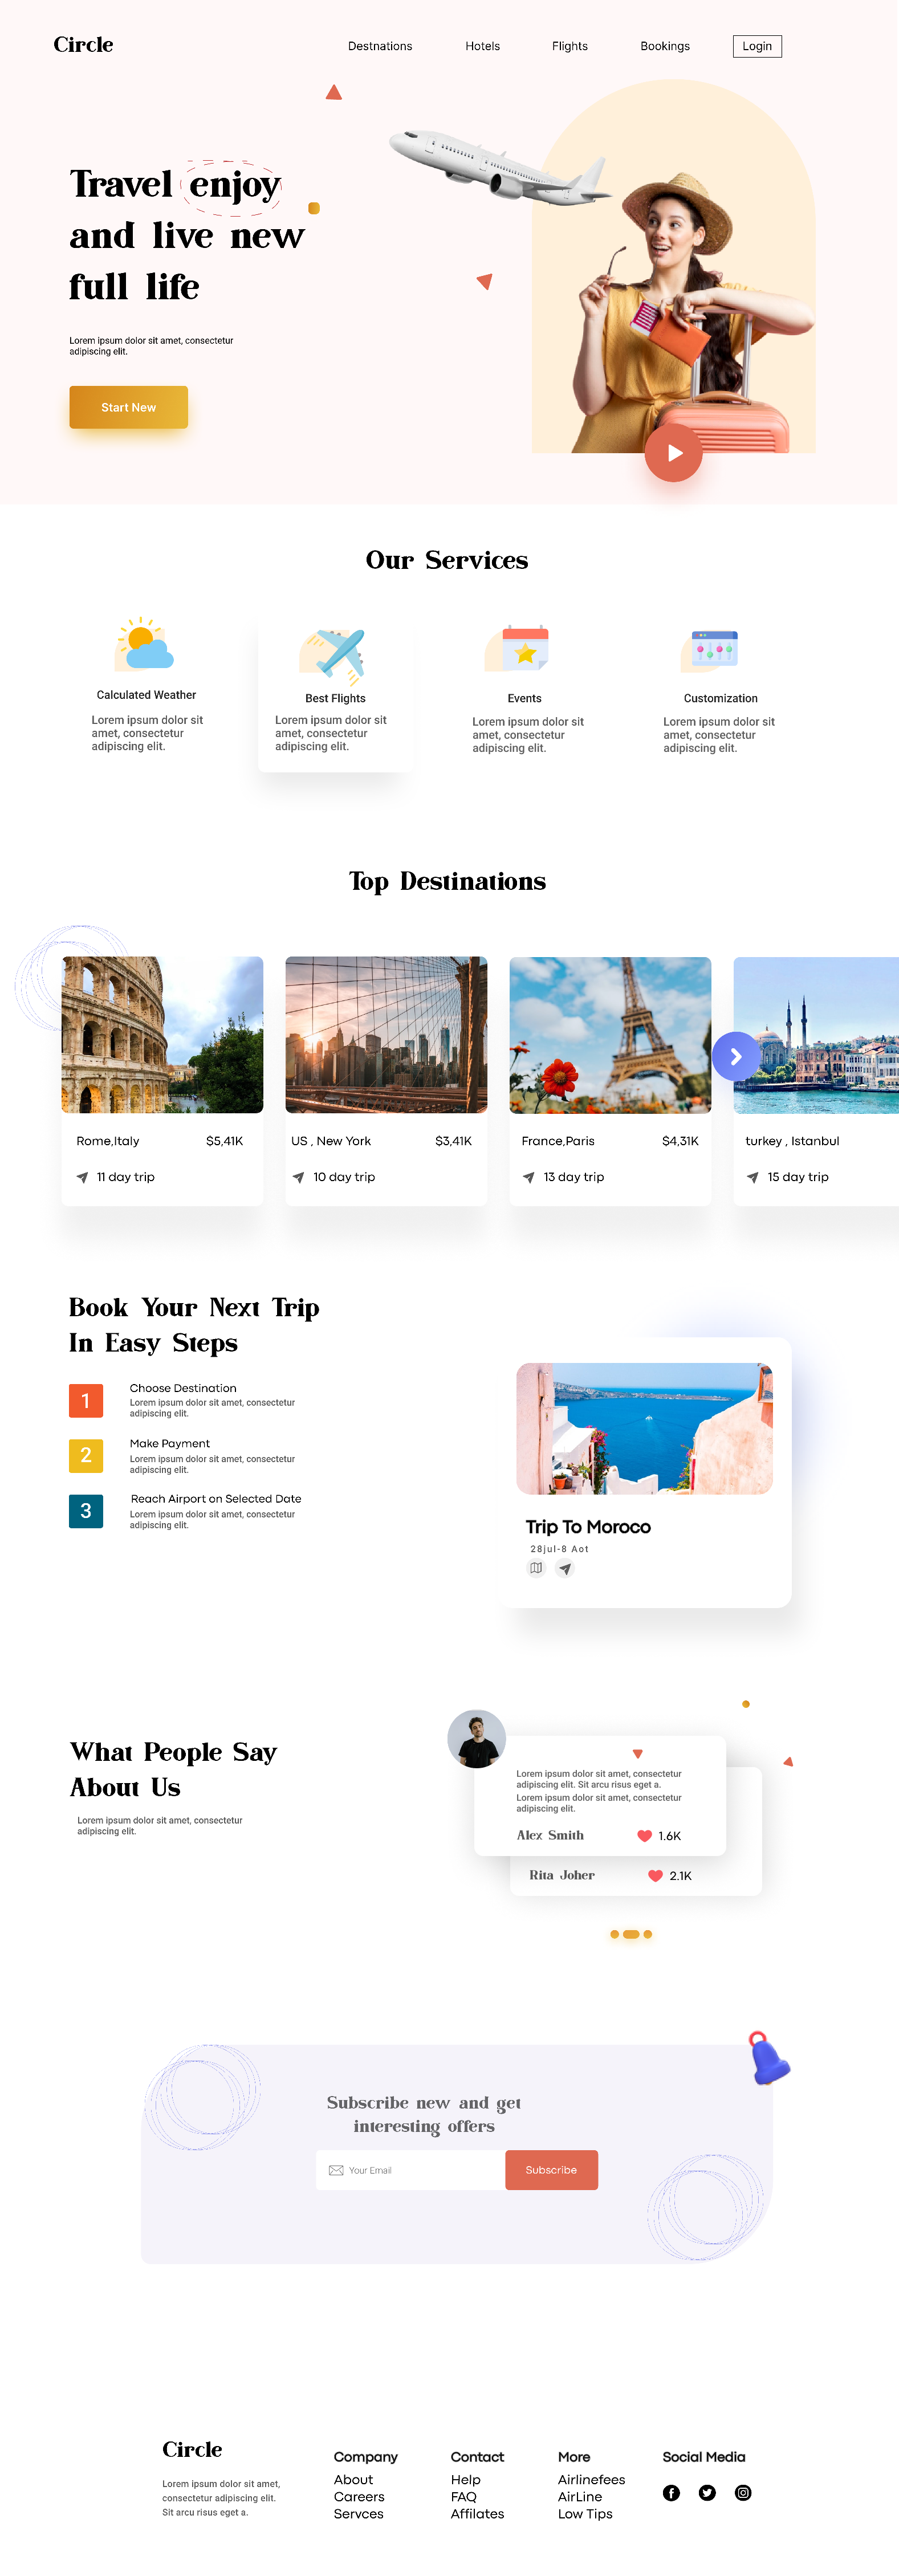 Circle
Destnations
Hotels
Flights
Bookings
Login
Travel enjoy
and live new
full life
Lorem ipsum dolor sit amet, consectetur
adipiscing elit.
Start New
Our Services
Calculated Weather
Lorem ipsum dolor sit
amet, consectetur
adipiscing elit.
Best Flights
Lorem ipsum dolor sit
amet, consectetur
adipiscing elit.
Events
Lorem ipsum dolor sit
amet, consectetur
adipiscing elit.
Customization
Lorem ipsum dolor sit
amet, consectetur
adipiscing elit.
Top Destinations
Rome,Italy
$5,41K
11 day trip
US , New York
$3,41K
10 day trip
France,Paris
$4,31K
13 day trip
turkey , Istanbul
15 day trip
Book Your Next Trip
In Easy Steps
1
Choose Destination
Lorem ipsum dolor sit amet, consectetur
adipiscing elit.
2
Make Payment
Lorem ipsum dolor sit amet, consectetur
adipiscing elit.
3
Reach Airport on Selected Date
Lorem ipsum dolor sit amet, consectetur
adipiscing elit.
Trip To Moroco
28jul-8 Aot
What People Say
About Us
Lorem ipsum dolor sit amet, consectetur
adipiscing elit.
Lorem ipsum dolor sit amet, consectetur
adipiscing elit. Sit arcu risus eget a.
Lorem ipsum dolor sit amet, consectetur
adipiscing elit.
Alex Smith
1.6K
Rita Joher
2.1K
Subscribe new and get
interesting offers
Your Email
Subscribe
Circle
Lorem ipsum dolor sit amet,
consectetur adipiscing elit.
Sit arcu risus eget a.
Company
About
Careers
Servces
Contact
Help
FAQ
Affilates
More
Airlinefees
AirLine
Low Tips
Social Media